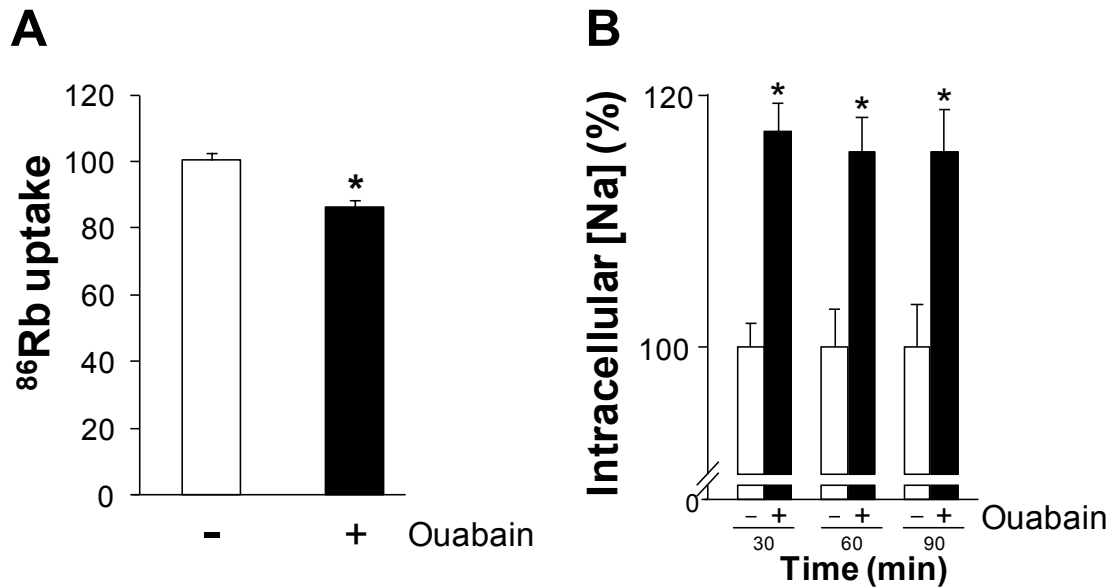 A
120
100
80
60
40
20
0
⁸⁶Rb uptake
*
- + Ouabain
B
120
100
0
Intracellular [Na] (%)
* * *
− + − + − + Ouabain
30 60 90
Time (min)